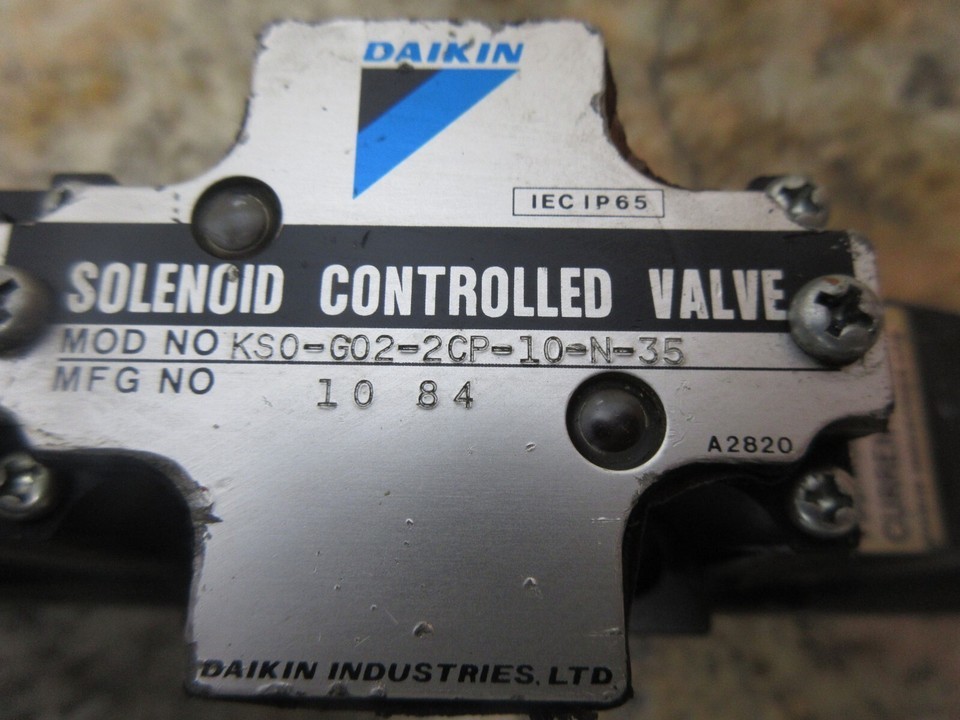 DAIKIN
IEC IP65
SOLENOID CONTROLLED VALVE
MOD NO KSO-G02-2CP-10-N-35
MFG NO 10 84
A2820
DAIKIN INDUSTRIES, LTD